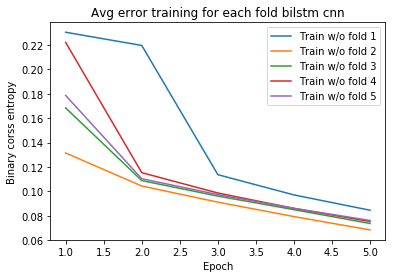 Avg error training for each fold bilstm cnn
Train w/o fold 1
Train w/o fold 2
Train w/o fold 3
Train w/o fold 4
Train w/o fold 5
Binary corss entropy
0.22
0.20
0.18
0.16
0.14
0.12
0.10
0.08
0.06
1.0 1.5 2.0 2.5 3.0 3.5 4.0 4.5 5.0
Epoch